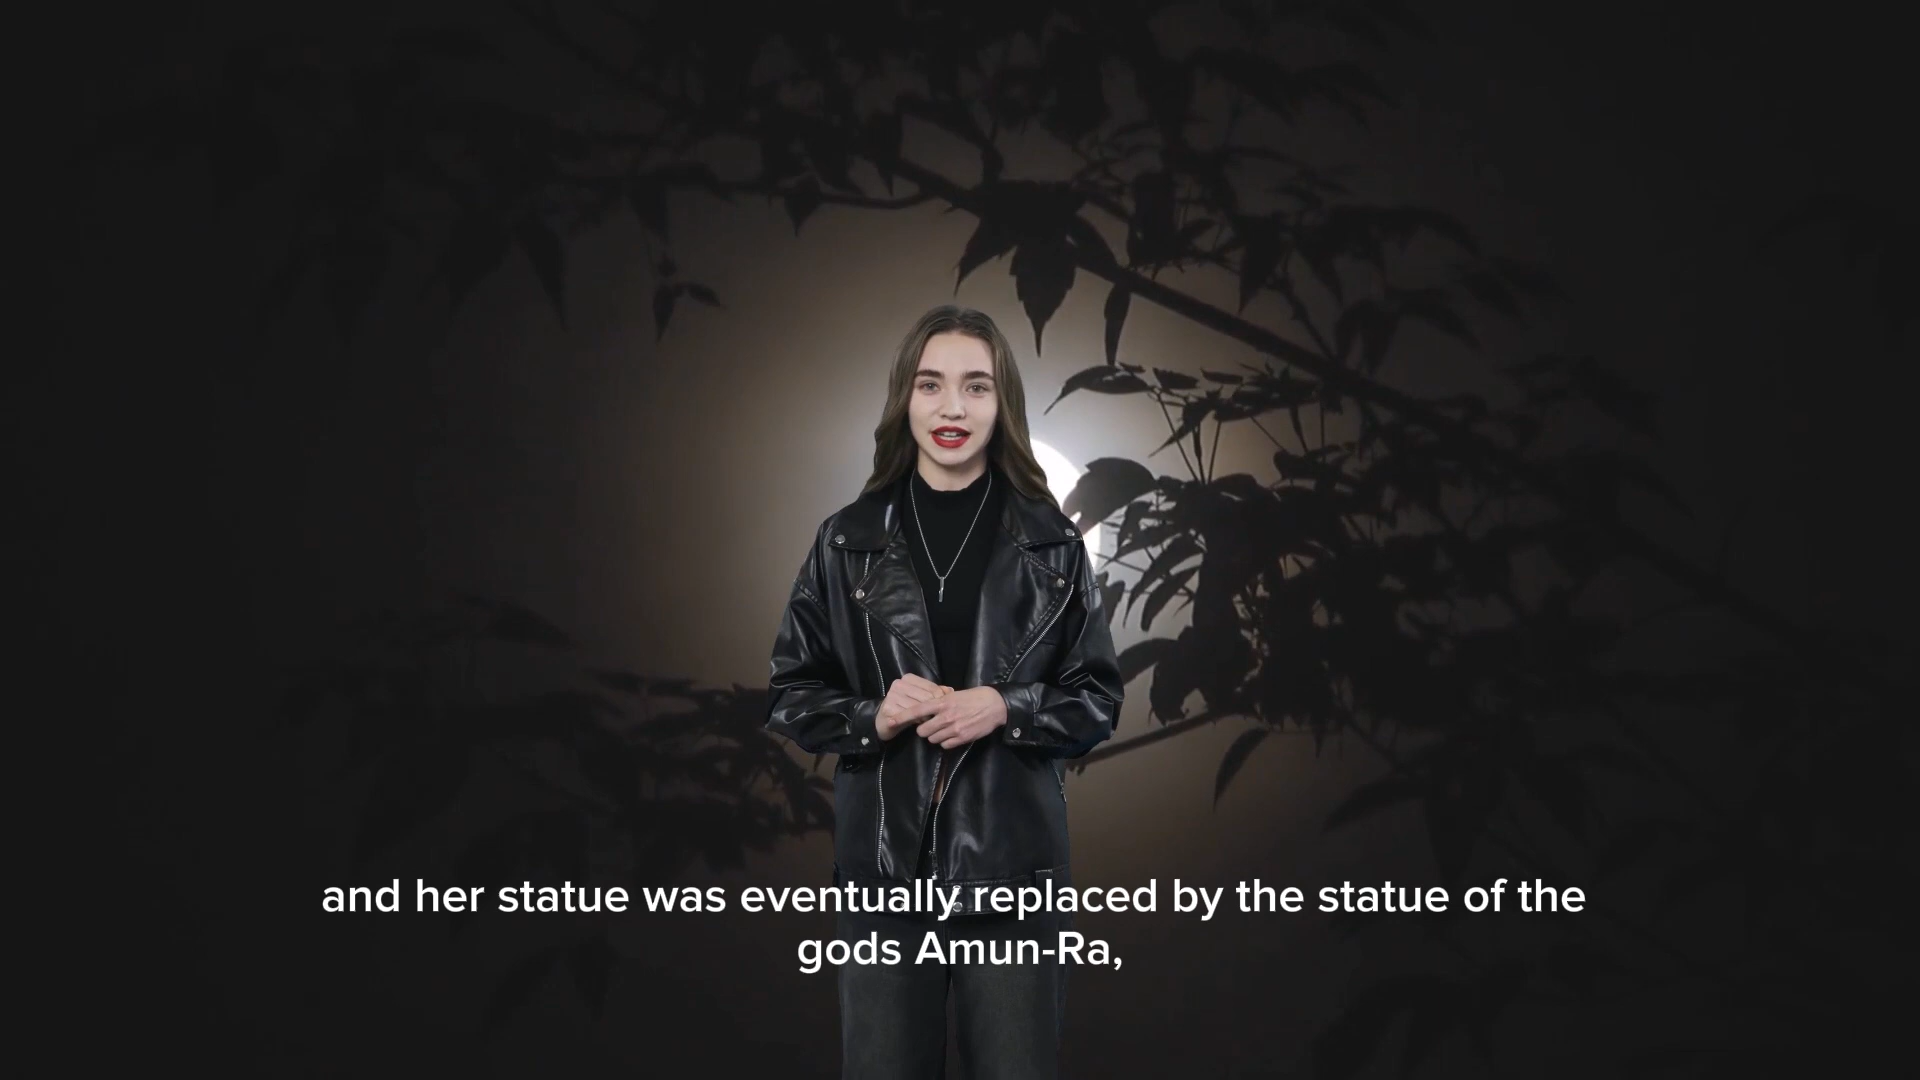 and her statue was eventually replaced by the statue of the
gods Amun-Ra,